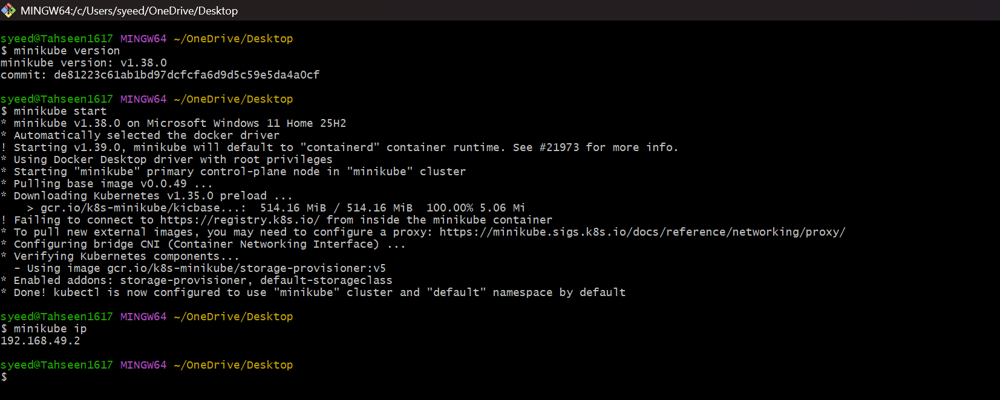 MINGW64:/c/Users/syeed/OneDrive/Desktop
syeed@Tahseen1617 MINGW64 ~/OneDrive/Desktop
$ minikube version
minikube version: v1.38.0
commit: de81223c61ab1bd97dcfcfa6d9d5c59e5da4a0cf
syeed@Tahseen1617 MINGW64 ~/OneDrive/Desktop
$ minikube start
* minikube v1.38.0 on Microsoft Windows 11 Home 25H2
* Automatically selected the docker driver
! Starting v1.39.0, minikube will default to "containerd" container runtime. See #21973 for more info.
* Using Docker Desktop driver with root privileges
* Starting "minikube" primary control-plane node in "minikube" cluster
* Pulling base image v0.0.49 ...
* Downloading Kubernetes v1.35.0 preload ...
    > gcr.io/k8s-minikube/kicbase...:  514.16 MiB / 514.16 MiB  100.00% 5.06 Mi
! Failing to connect to https://registry.k8s.io/ from inside the minikube container
* To pull new external images, you may need to configure a proxy: https://minikube.sigs.k8s.io/docs/reference/networking/proxy/
* Configuring bridge CNI (Container Networking Interface) ...
* Verifying Kubernetes components...
  - Using image gcr.io/k8s-minikube/storage-provisioner:v5
* Enabled addons: storage-provisioner, default-storageclass
* Done! kubectl is now configured to use "minikube" cluster and "default" namespace by default
syeed@Tahseen1617 MINGW64 ~/OneDrive/Desktop
$ minikube ip
192.168.49.2
syeed@Tahseen1617 MINGW64 ~/OneDrive/Desktop
$